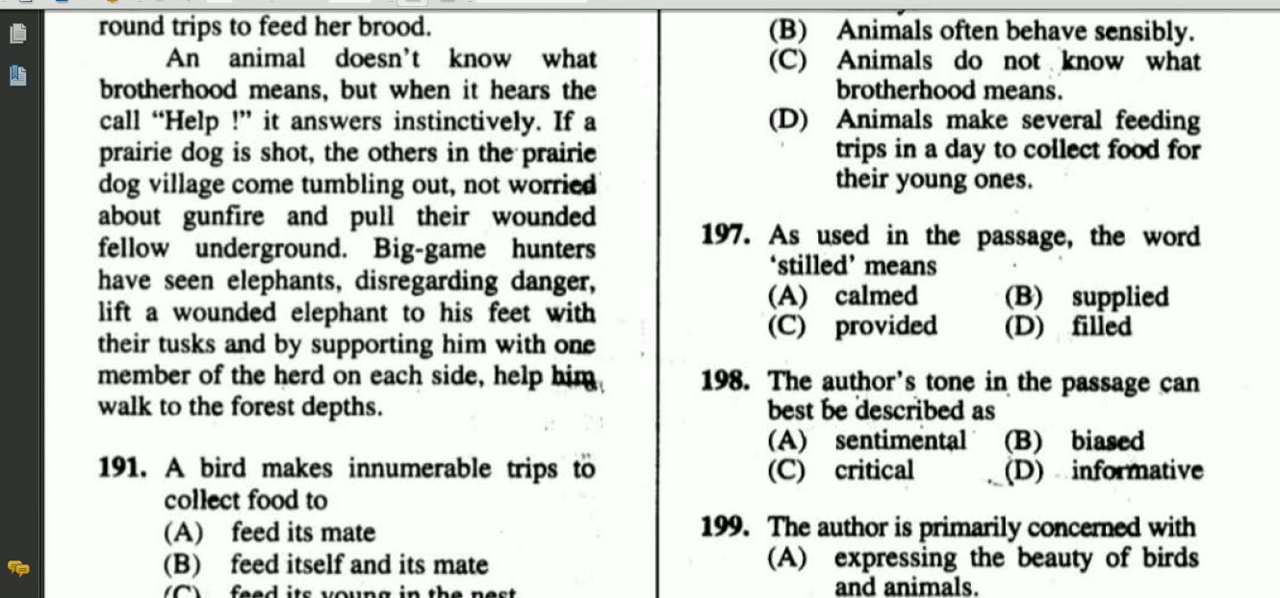 round trips to feed her brood.
An animal doesn't know what
brotherhood means, but when it hears the
call “Help !” it answers instinctively. If a
prairie dog is shot, the others in the prairie
dog village come tumbling out, not worried
about gunfire and pull their wounded
fellow underground. Big-game hunters
have seen elephants, disregarding danger,
lift a wounded elephant to his feet with
their tusks and by supporting him with one
member of the herd on each side, help him
walk to the forest depths.
191. A bird makes innumerable trips to
collect food to
(A) feed its mate
(B) feed itself and its mate
(C) feed its young in the nest
(B) Animals often behave sensibly.
(C) Animals do not know what
brotherhood means.
(D) Animals make several feeding
trips in a day to collect food for
their young ones.
197. As used in the passage, the word
‘stilled’ means
(A) calmed (B) supplied
(C) provided (D) filled
198. The author's tone in the passage can
best be described as
(A) sentimental (B) biased
(C) critical (D) informative
199. The author is primarily concerned with
(A) expressing the beauty of birds
and animals.